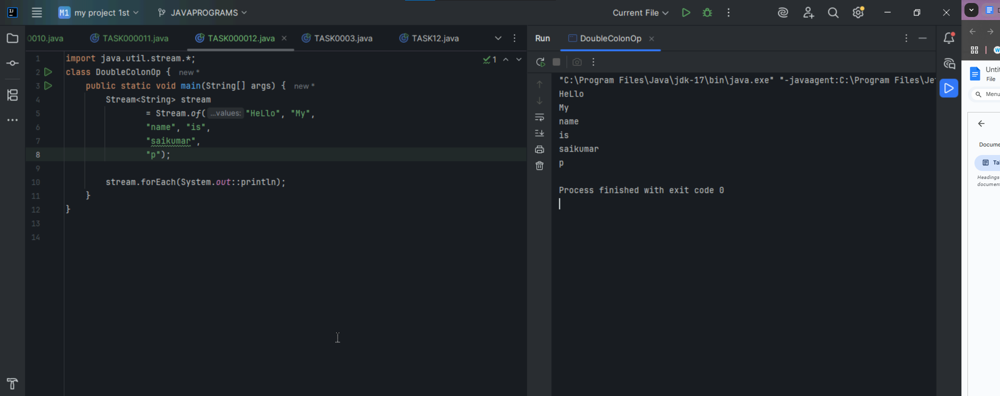 M1 my project 1st JAVAPROGRAMS Current File
0010.java TASK000011.java TASK000012.java TASK0003.java TASK12.java
1 import java.util.stream.*;
2 class DoubleColonOp { new *
3 public static void main(String[] args) { new *
4 Stream<String> stream
5 = Stream.of( ...values: "HeLlo", "My",
6 "name", "is",
7 "saikumar",
8 "p");
9
10 stream.forEach(System.out::println);
11 }
12 }
13
14
1
Run DoubleColonOp
"C:\Program Files\Java\jdk-17\bin\java.exe" "-javaagent:C:\Program Files\Je
HeLlo
My
name
is
saikumar
p
Process finished with exit code 0
Untit
File
Menu
Docume
Ta
Headings
document